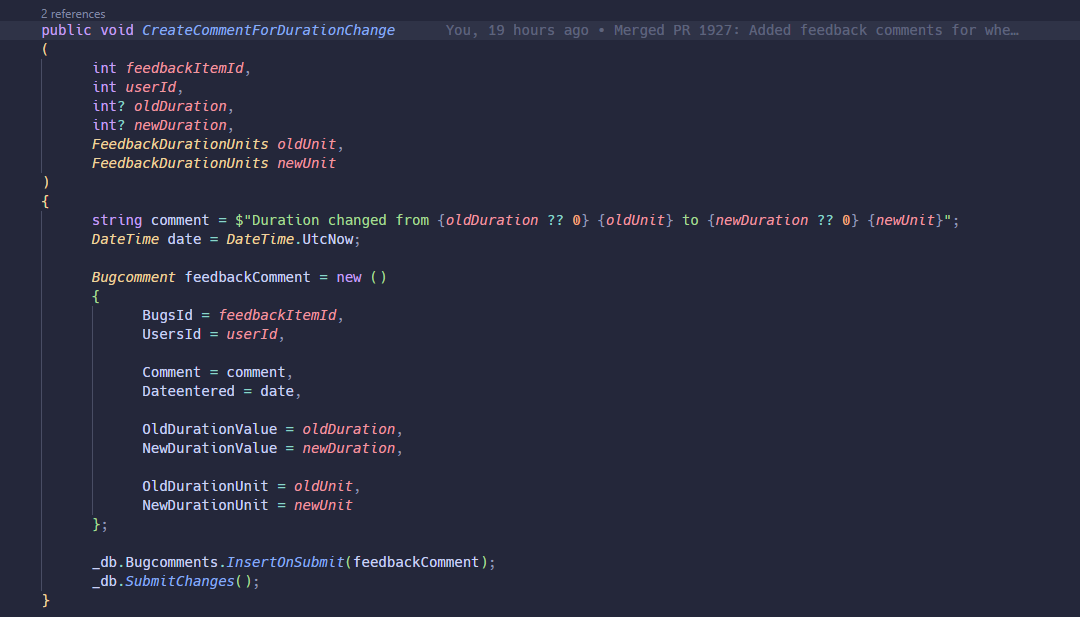 2 references
public void CreateCommentForDurationChange You, 19 hours ago • Merged PR 1927: Added feedback comments for whe…
(
int feedbackItemId,
int userId,
int? oldDuration,
int? newDuration,
FeedbackDurationUnits oldUnit,
FeedbackDurationUnits newUnit
)
{
string comment = $"Duration changed from {oldDuration ?? 0} {oldUnit} to {newDuration ?? 0} {newUnit}";
DateTime date = DateTime.UtcNow;
Bugcomment feedbackComment = new ()
{
BugsId = feedbackItemId,
UsersId = userId,
Comment = comment,
Dateentered = date,
OldDurationValue = oldDuration,
NewDurationValue = newDuration,
OldDurationUnit = oldUnit,
NewDurationUnit = newUnit
};
_db.Bugcomments.InsertOnSubmit(feedbackComment);
_db.SubmitChanges();
}